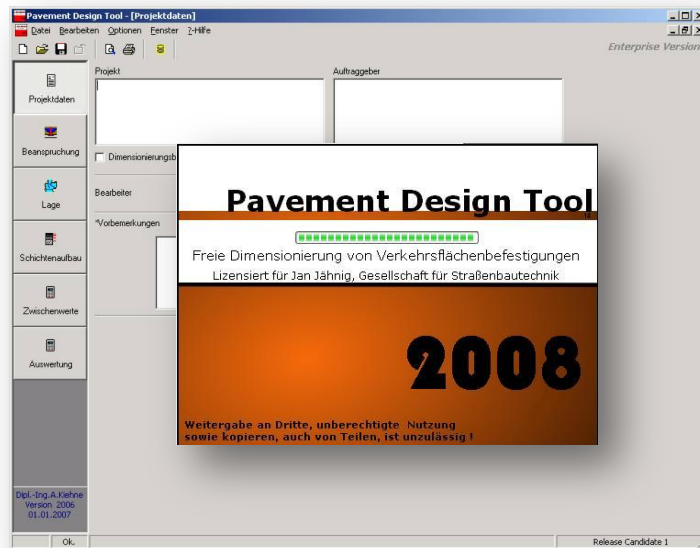 Pavement Design Tool - [Projektdaten]
Datei Bearbeiten Optionen Fenster ?-Hilfe
Enterprise Version
Projektdaten
Beanspruchung
Lage
Schichtenaufbau
Zwischenwerte
Auswertung
Dipl.-Ing.A.Kiehne
Version 2006
01.01.2007
Projekt
Auftraggeber
Dimensionierungsb
Bearbeiter
*Vorbemerkungen
Pavement Design Tool
Freie Dimensionierung von Verkehrsflächenbefestigungen
Lizensiert für Jan Jähnig, Gesellschaft für Straßenbautechnik
2008
Weitergabe an Dritte, unberechtigte Nutzung
sowie kopieren, auch von Teilen, ist unzulässig !
Ok.
Release Candidate 1